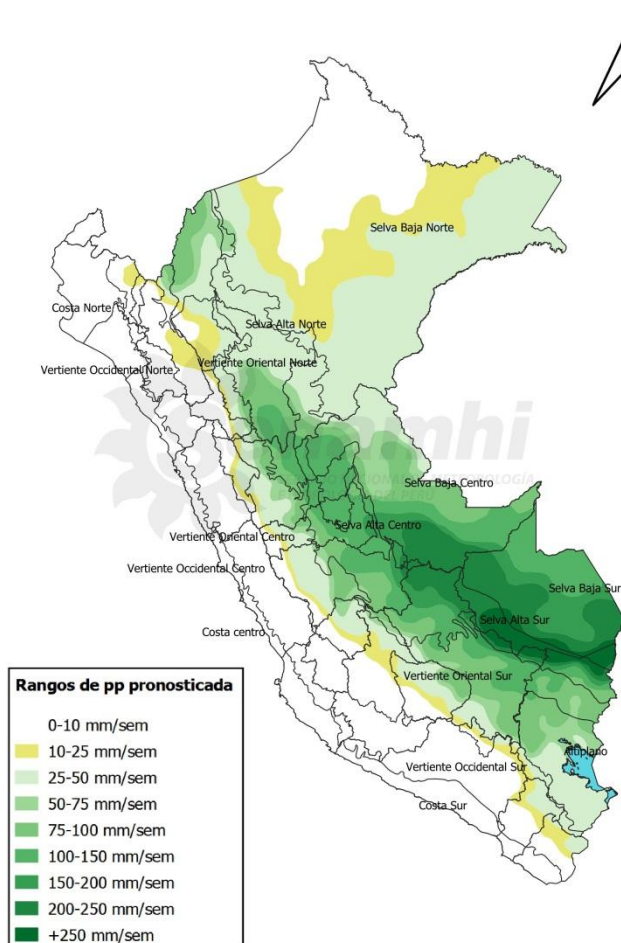 Selva Baja Norte
Costa Norte
Selva Alta Norte
Vertiente Occidental Norte
Vertiente Oriental Norte
senamhi
Selva Baja Centro
Selva Alta Centro
Vertiente Oriental Centro
Vertiente Occidental Centro
Selva Baja Sur
Selva Alta Sur
Costa centro
Vertiente Oriental Sur
Altiplano
Vertiente Occidental Sur
Costa Sur
Rangos de pp pronosticada
0-10 mm/sem
10-25 mm/sem
25-50 mm/sem
50-75 mm/sem
75-100 mm/sem
100-150 mm/sem
150-200 mm/sem
200-250 mm/sem
+250 mm/sem